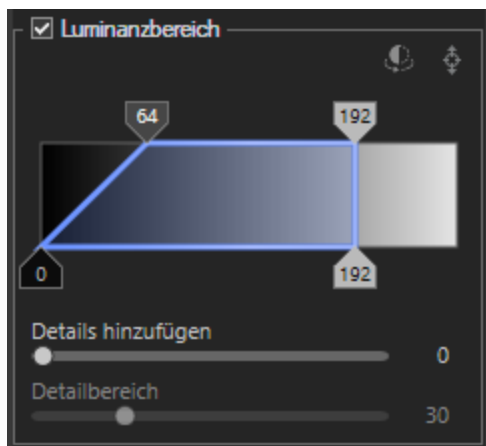 Luminanzbereich
64 192
0 192
Details hinzufügen
0
Detailbereich
30